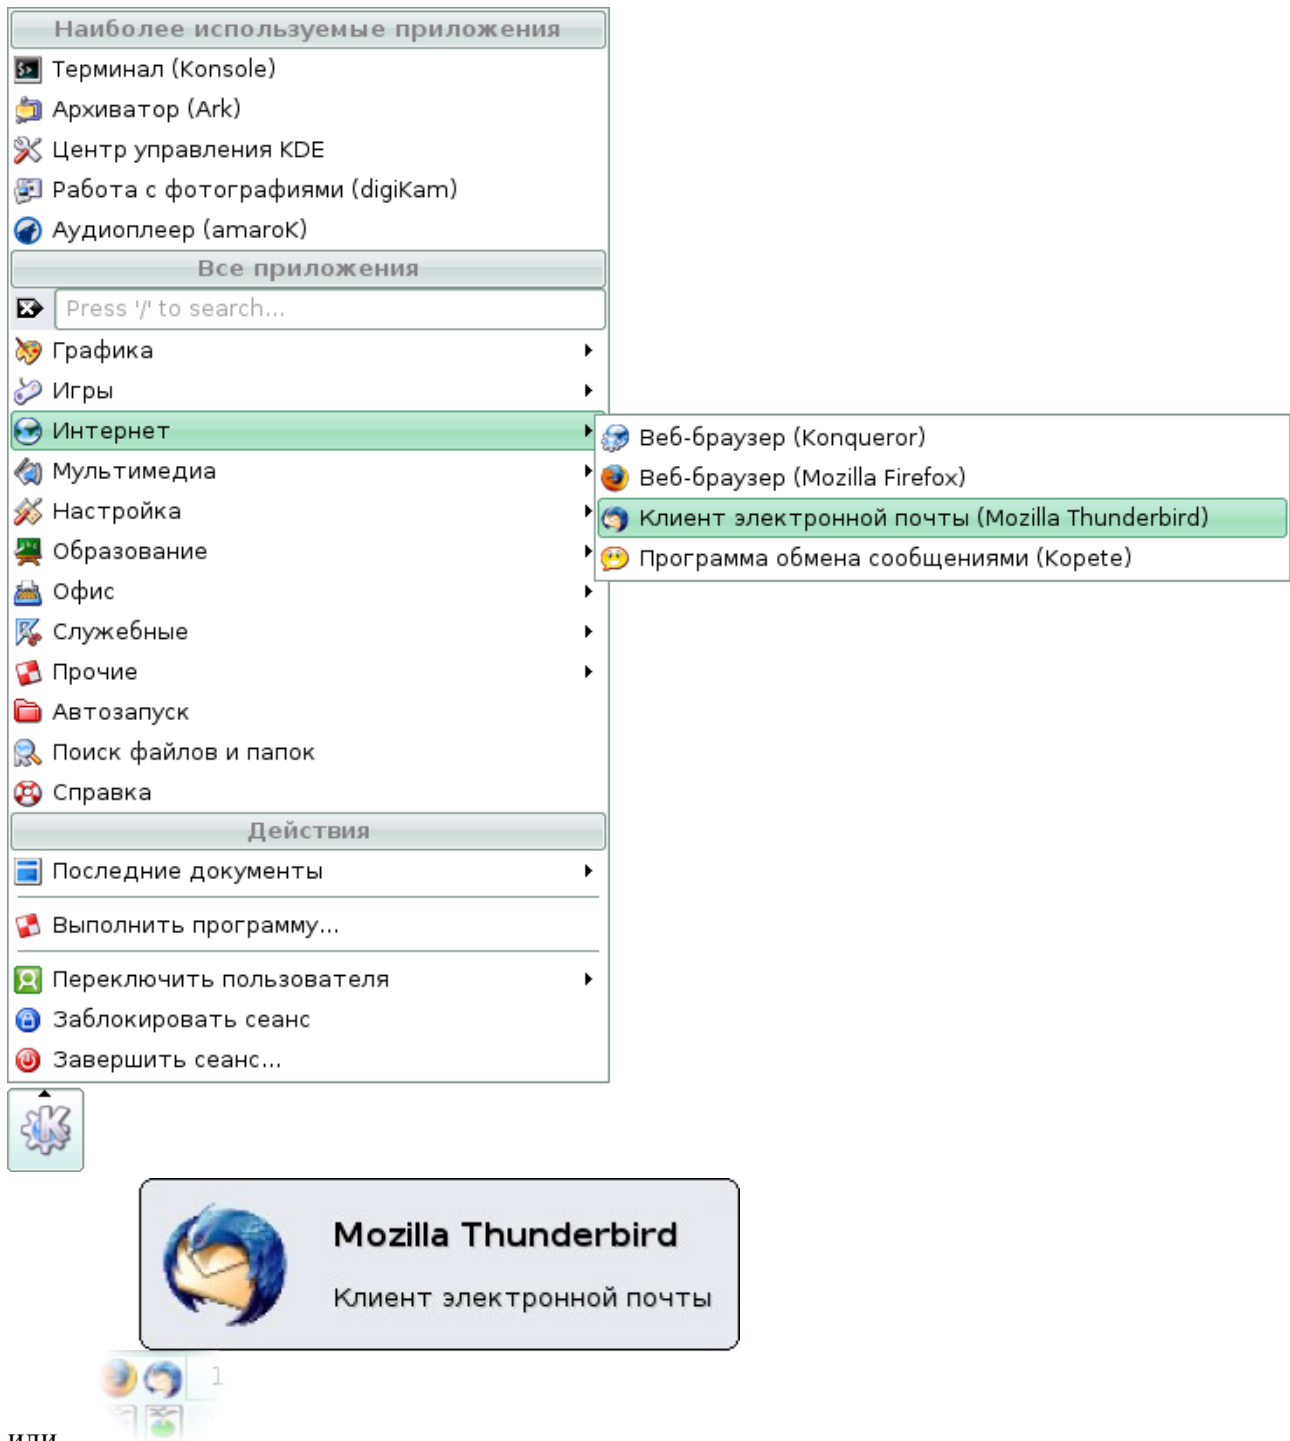 Наиболее используемые приложения
Терминал (Konsole)
Архиватор (Ark)
Центр управления KDE
Работа с фотографиями (digiKam)
Аудиоплеер (amaroK)
Все приложения
Press '/' to search...
Графика
Игры
Интернет
Мультимедиа
Настройка
Образование
Офис
Служебные
Прочие
Автозапуск
Поиск файлов и папок
Справка
Действия
Последние документы
Выполнить программу...
Переключить пользователя
Заблокировать сеанс
Завершить сеанс...
Веб-браузер (Konqueror)
Веб-браузер (Mozilla Firefox)
Клиент электронной почты (Mozilla Thunderbird)
Программа обмена сообщениями (Kopete)
Mozilla Thunderbird
Клиент электронной почты
1
или